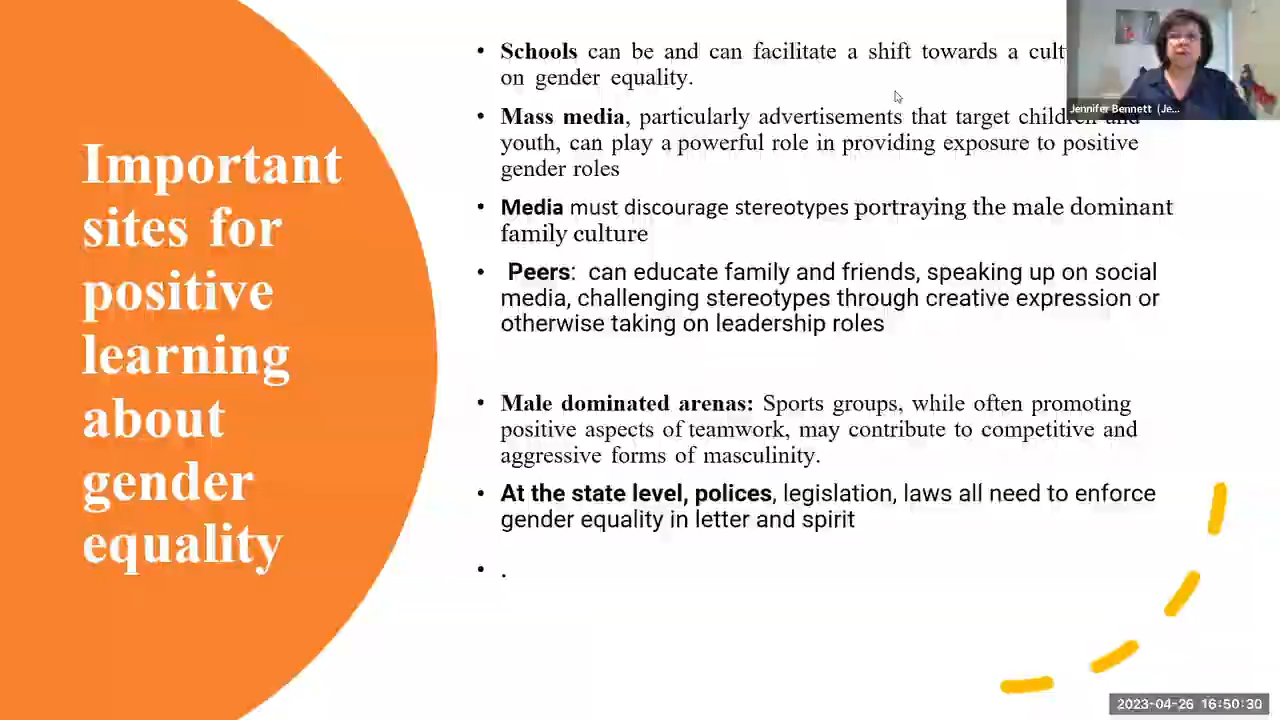 Important
sites for
positive
learning
about
gender
equality
• Schools can be and can facilitate a shift towards a
on gender equality.
• Mass media, particularly advertisements that target children and
youth, can play a powerful role in providing exposure to positive
gender roles
• Media must discourage stereotypes portraying the male dominant
family culture
• Peers: can educate family and friends, speaking up on social
media, challenging stereotypes through creative expression or
otherwise taking on leadership roles
• Male dominated arenas: Sports groups, while often promoting
positive aspects of teamwork, may contribute to competitive and
aggressive forms of masculinity.
• At the state level, polices, legislation, laws all need to enforce
gender equality in letter and spirit
• .
Jennifer Bennett (Je...
2023-04-26 16:50:30